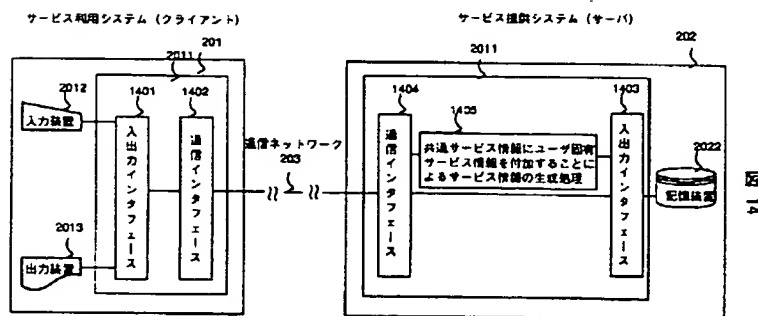 サービス利用システム（クライアント）
サービス提供システム（サーバ）
201
2011
202
2011
2012
1401
1402
1404
1405
1403
2022
入力装置
入出力インタフェース
通信インタフェース
通信ネットワーク
203
通信インタフェース
共通サービス情報にユーザ固有
サービス情報を付加することに
よるサービス情報の生成処理
入出力インタフェース
記憶装置
2013
出力装置
図 14